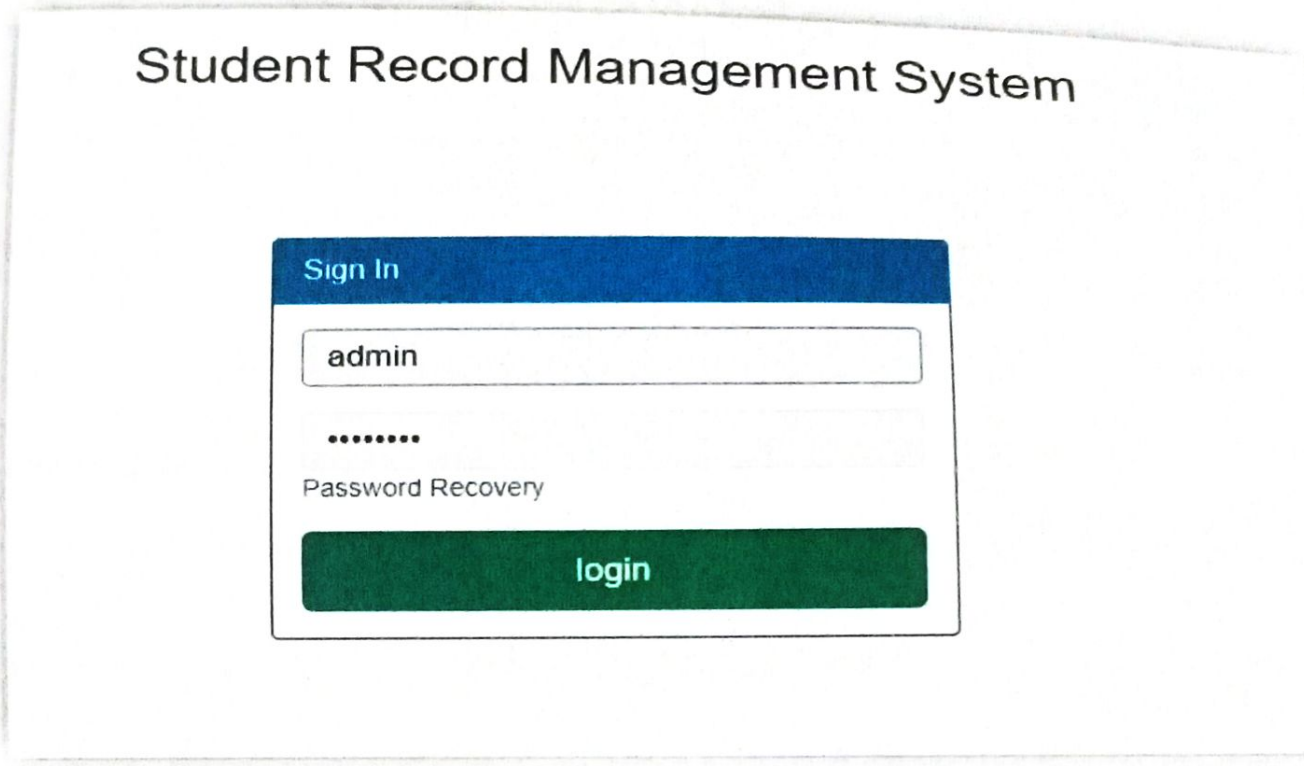 Student Record Management System
Sign In
admin
••••••••
Password Recovery
login